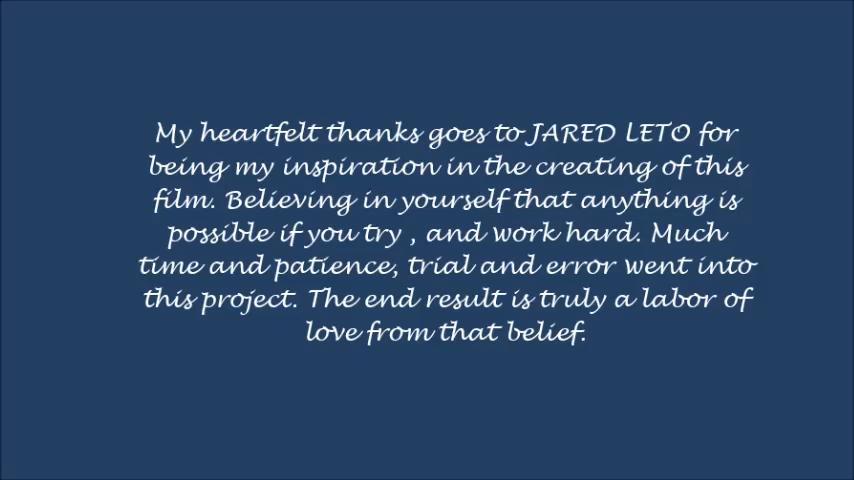 My heartfelt thanks goes to JARED LETO for
being my inspiration in the creating of this
film. Believing in yourself that anything is
possible if you try , and work hard. Much
time and patience, trial and error went into
this project. The end result is truly a labor of
love from that belief.